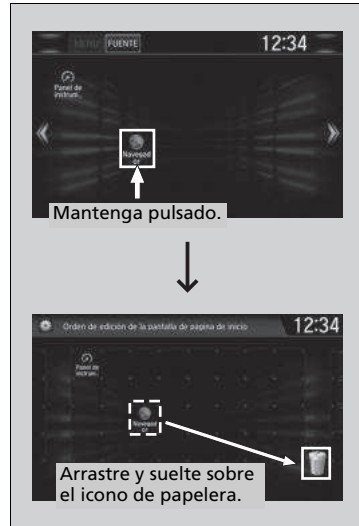 MENÚ FUENTE 12:34
Panel de
instrum...
Navegad
or
Mantenga pulsado.
Orden de edición de la pantalla de página de inicio 12:34
Panel de
instrum...
Navegad
or
Arrastre y suelte sobre
el icono de papelera.